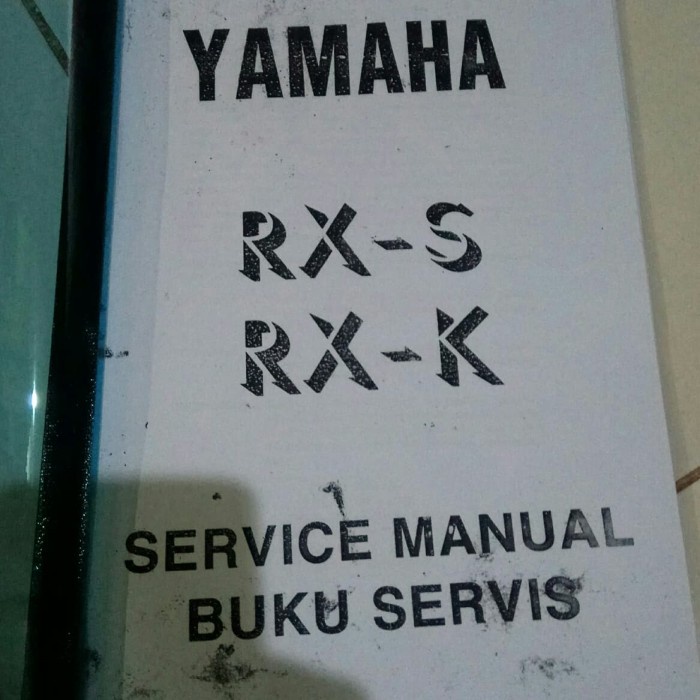 YAMAHA
RX-S
RX-K
SERVICE MANUAL
BUKU SERVIS